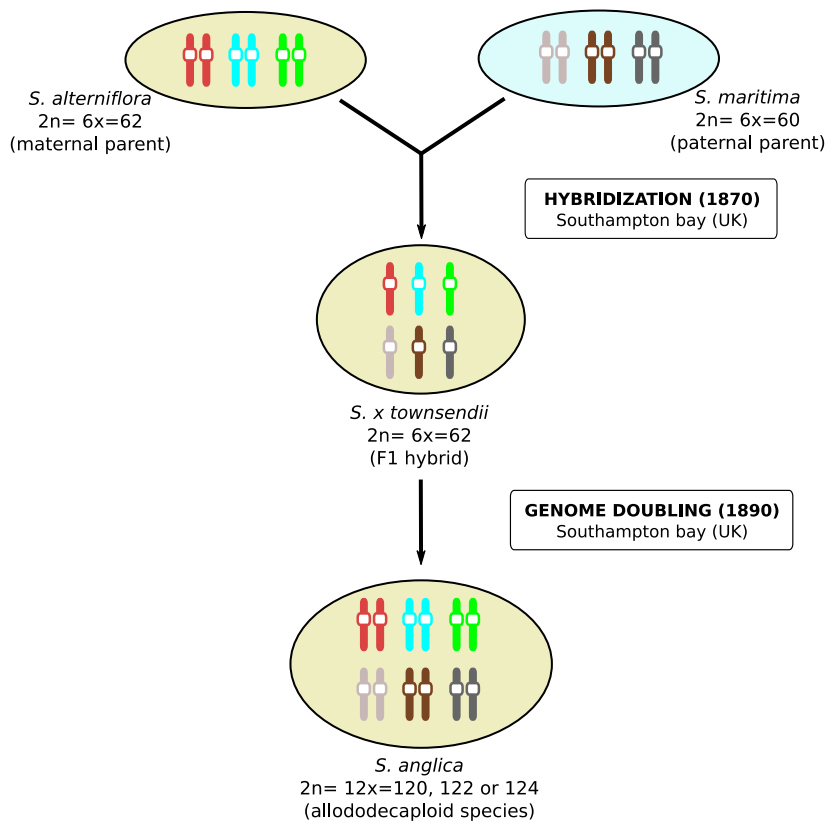 S. alterniflora
2n= 6x=62
(maternal parent)
S. maritima
2n= 6x=60
(paternal parent)
HYBRIDIZATION (1870)
Southampton bay (UK)
S. x townsendii
2n= 6x=62
(F1 hybrid)
GENOME DOUBLING (1890)
Southampton bay (UK)
S. anglica
2n= 12x=120, 122 or 124
(allododecaploid species)